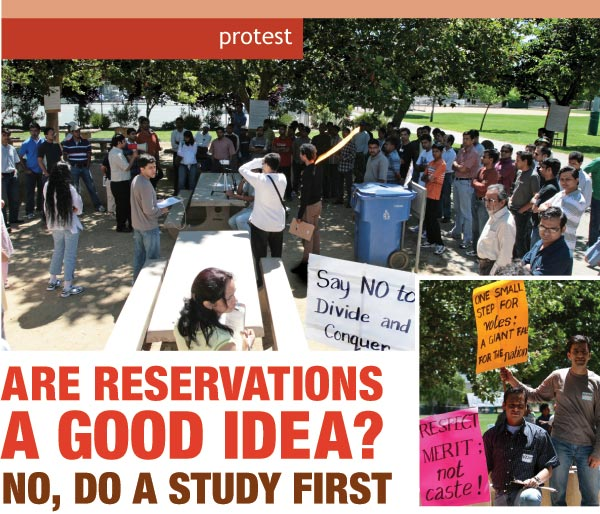 protest
Say NO to
Divide and
Conquer
ONE SMALL
STEP FOR
votes;
A GIANT FA
FOR THE nation
RESPECT
MERIT;
not
caste!
ARE RESERVATIONS
A GOOD IDEA?
NO, DO A STUDY FIRST